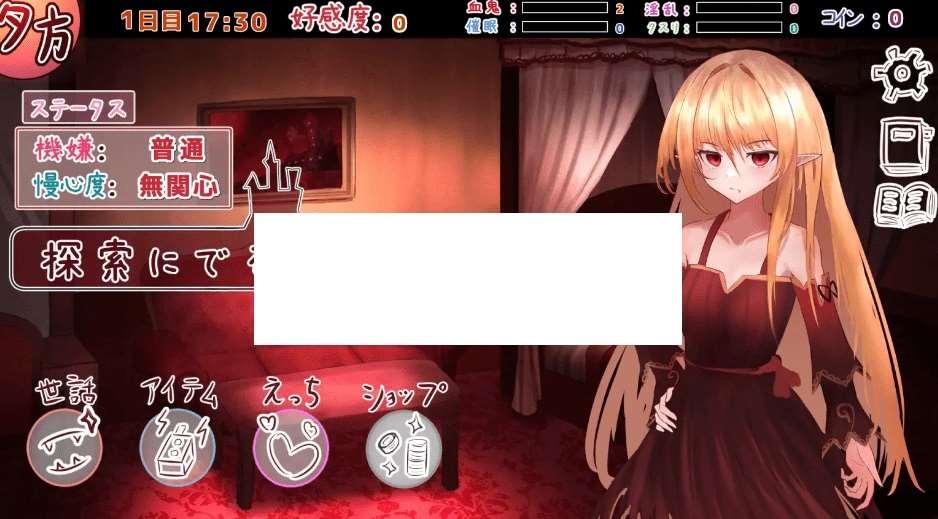 夕方
1日目 17:30
好感度: 0
血鬼 : 2
催眠 : 0
淫乱 : 0
クスリ : 0
コイン : 0
ステータス
機嫌: 普通
慢心度: 無関心
探索にで
世話
アイテム
えっち
ショップ